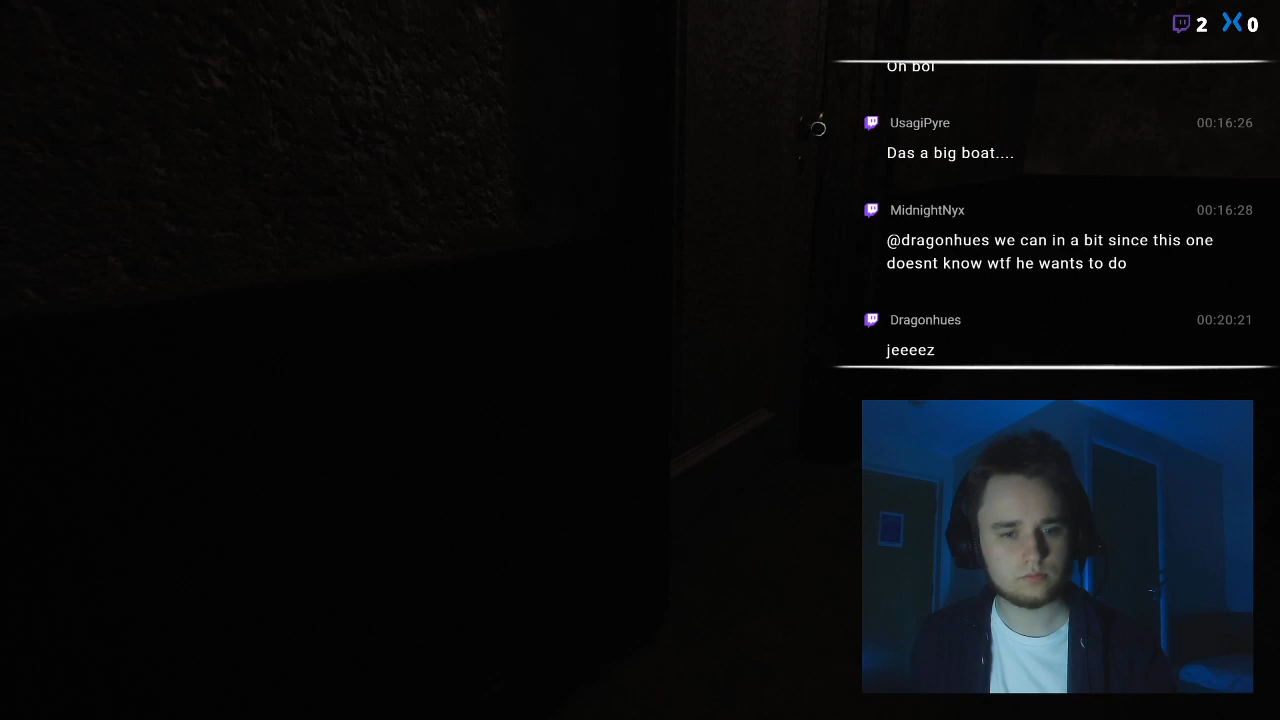 2 0
Oh boi
UsagiPyre 00:16:26
Das a big boat....
MidnightNyx 00:16:28
@dragonhues we can in a bit since this one
doesnt know wtf he wants to do
Dragonhues 00:20:21
jeeeez